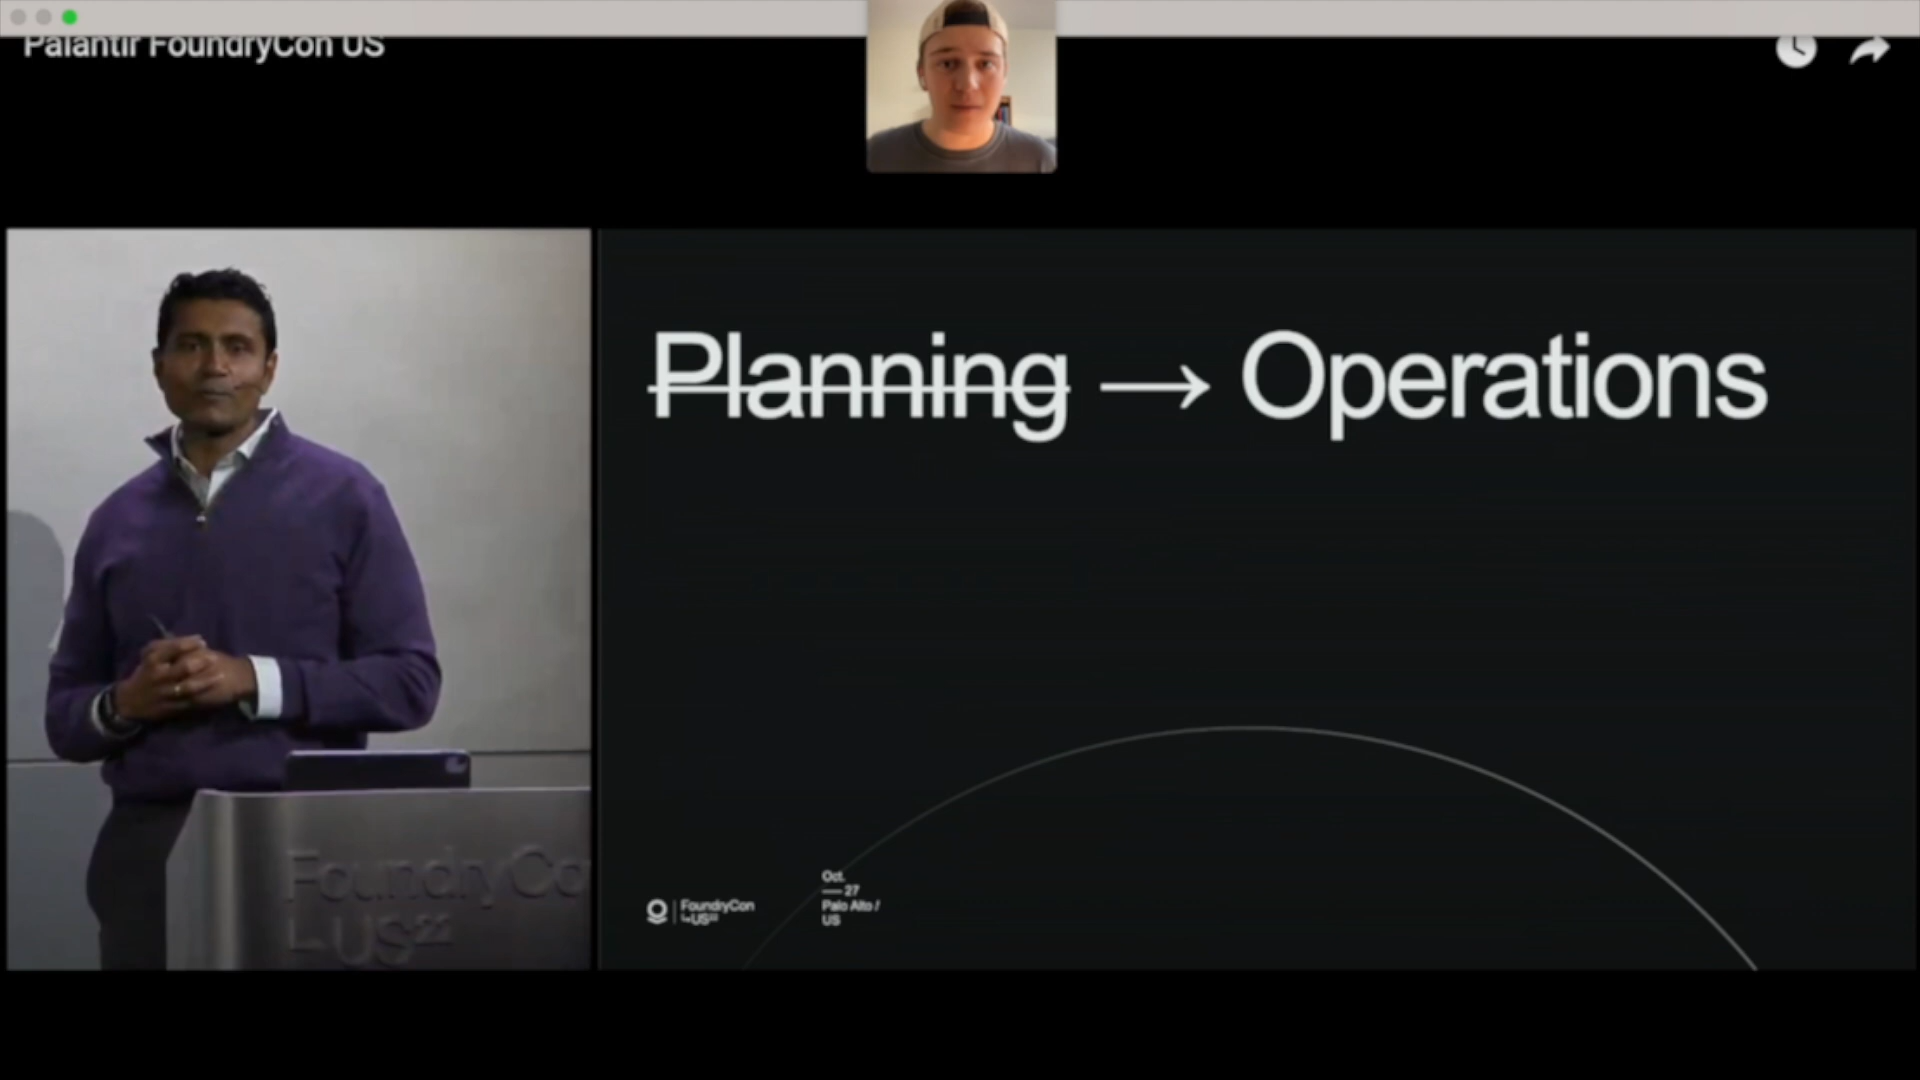 Palantir FoundryCon US
Planning → Operations
FoundryCo
US22
Oct.
— 27
Palo Alto /
US
FoundryCon
US22